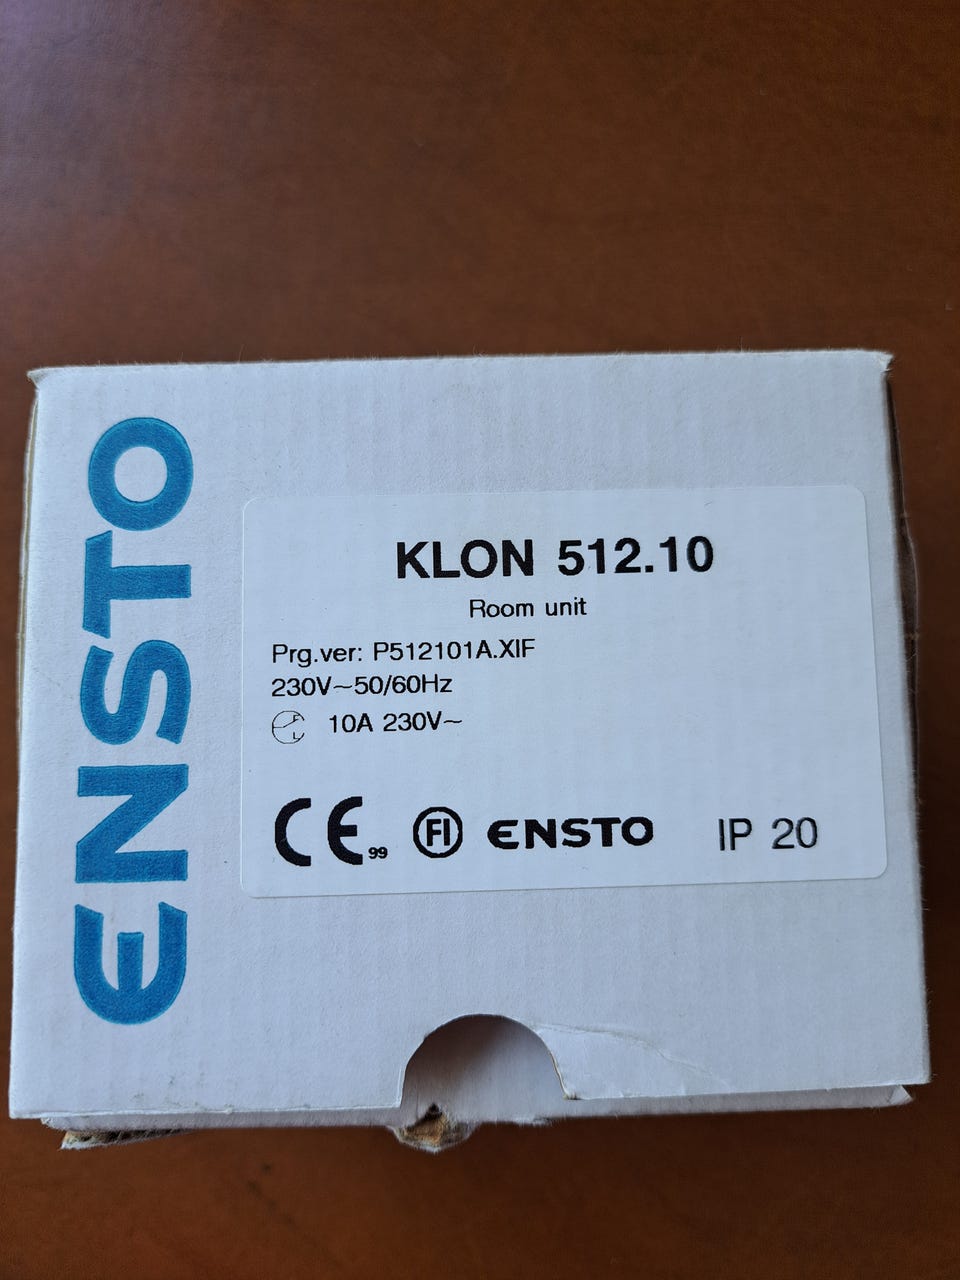 ENSTO
KLON 512.10
Room unit
Prg.ver: P512101A.XIF
230V~50/60Hz
10A 230V~
CE 99 FI ENSTO IP 20